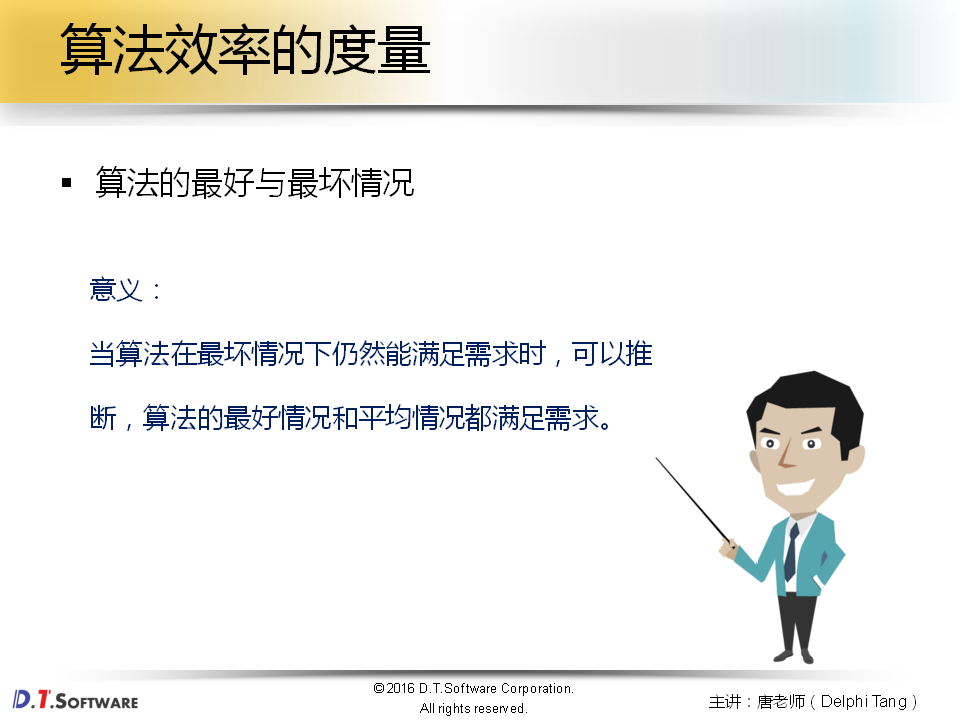 算法效率的度量
▪ 算法的最好与最坏情况
意义：
当算法在最坏情况下仍然能满足需求时，可以推
断，算法的最好情况和平均情况都满足需求。
D.T.SOFTWARE
©2016 D.T.Software Corporation.
All rights reserved.
主讲：唐老师（Delphi Tang）